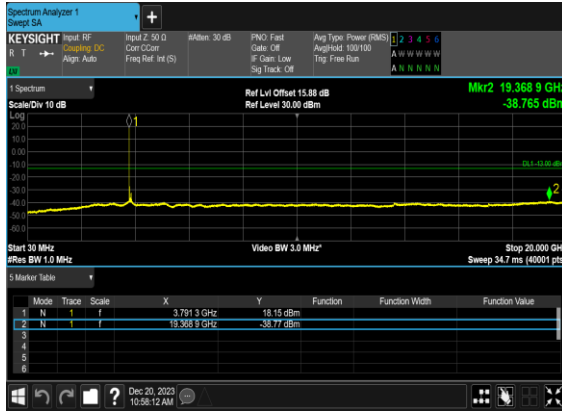 Spectrum Analyzer 1
Swept SA
+
KEYSIGHT
R T
LU
Input: RF
Coupling: DC
Align: Auto
Input Z: 50 Ω
Corr CCorr
Freq Ref: Int (S)
#Atten: 30 dB
PNO: Fast
Gate: Off
IF Gain: Low
Sig Track: Off
Avg Type: Power (RMS)
Avg|Hold: 100/100
Trig: Free Run
1 2 3 4 5 6
A W W W W W
A N N N N N
1 Spectrum
Scale/Div 10 dB
Log
Ref Lvl Offset 15.88 dB
Ref Level 30.00 dBm
Mkr2 19.368 9 GHz
-38.765 dBm
20.0
10.0
0.00
-10.0
-20.0
-30.0
-40.0
-50.0
-60.0
1
DL1 -13.00 dBm
2
Start 30 MHz
#Res BW 1.0 MHz
Video BW 3.0 MHz*
Stop 20.000 GHz
Sweep 34.7 ms (40001 pts)
5 Marker Table
Mode Trace Scale X Y Function Function Width Function Value
1 N 1 f 3.791 3 GHz 18.15 dBm
2 N 1 f 19.368 9 GHz -38.77 dBm
3
4
5
6
?
Dec 20, 2023
10:58:12 AM